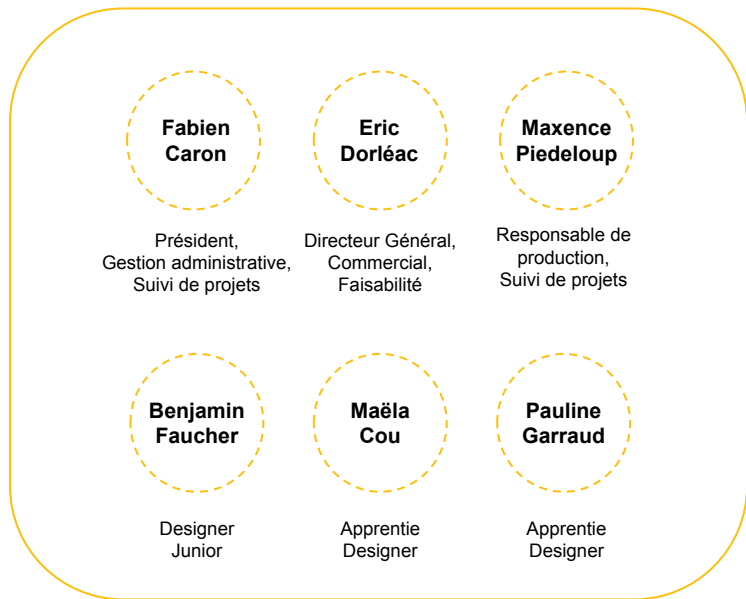 Fabien
Caron
Président,
Gestion administrative,
Suivi de projets
Eric
Dorléac
Directeur Général,
Commercial,
Faisabilité
Maxence
Piedeloup
Responsable de
production,
Suivi de projets
Benjamin
Faucher
Designer
Junior
Maëla
Cou
Apprentie
Designer
Pauline
Garraud
Apprentie
Designer